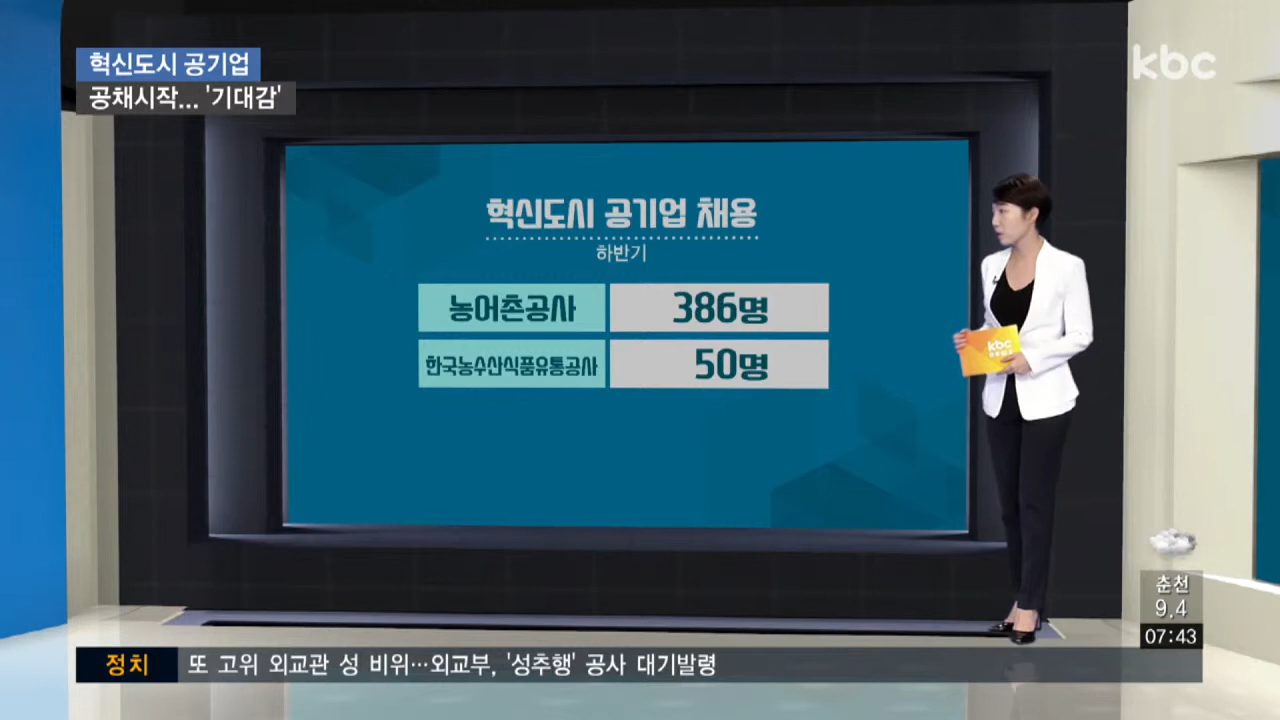 혁신도시 공기업
공채시작... '기대감'
kbc
혁신도시 공기업 채용
하반기
농어촌공사 386명
한국농수산식품유통공사 50명
kbc
춘천
9.4
07:43
정치 또 고위 외교관 성 비위…외교부, '성추행' 공사 대기발령